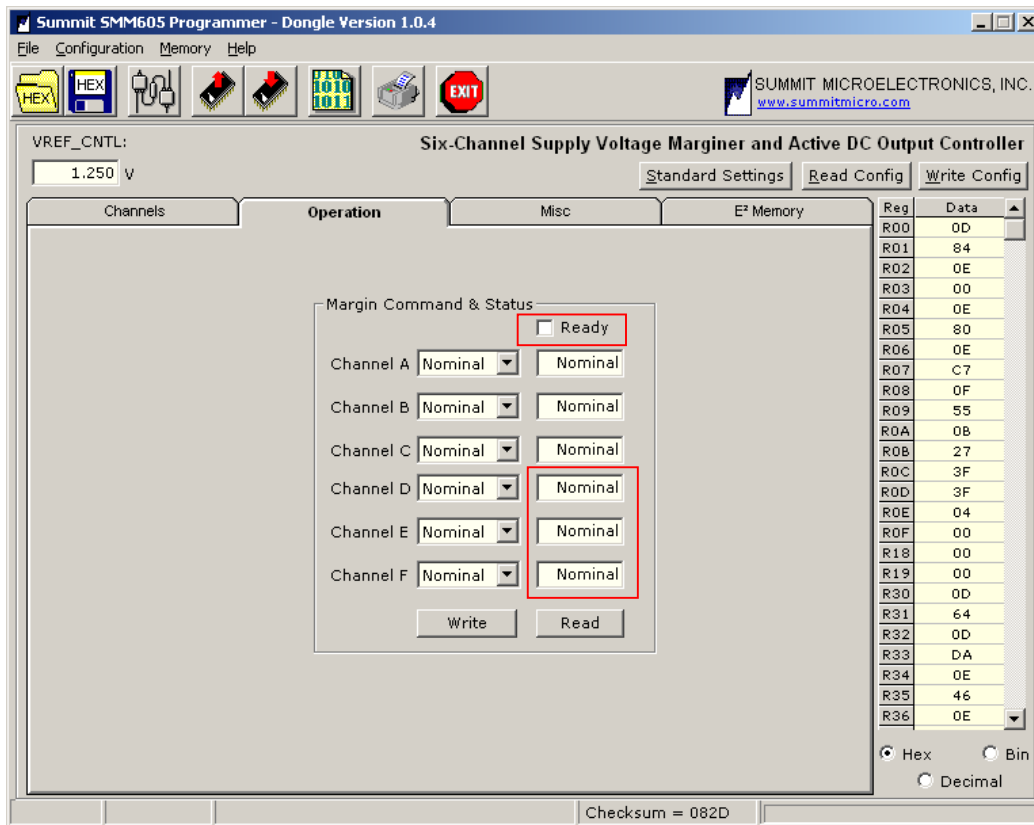 Summit SMM605 Programmer - Dongle Version 1.0.4
File Configuration Memory Help
HEX HEX 1010 1010 1011 EXIT
SUMMIT MICROELECTRONICS, INC.
www.summitmicro.com
VREF_CNTL:
Six-Channel Supply Voltage Marginer and Active DC Output Controller
1.250 V
Standard Settings Read Config Write Config
Channels Operation Misc E² Memory
Reg Data
R00 0D
R01 84
R02 0E
R03 00
R04 0E
R05 80
R06 0E
R07 C7
R08 0F
R09 55
R0A 0B
R0B 27
R0C 3F
R0D 3F
R0E 04
R0F 00
R18 00
R19 00
R30 0D
R31 64
R32 0D
R33 DA
R34 0E
R35 46
R36 0E
Margin Command & Status
Ready
Channel A Nominal Nominal
Channel B Nominal Nominal
Channel C Nominal Nominal
Channel D Nominal Nominal
Channel E Nominal Nominal
Channel F Nominal Nominal
Write Read
Hex Bin
Decimal
Checksum = 082D